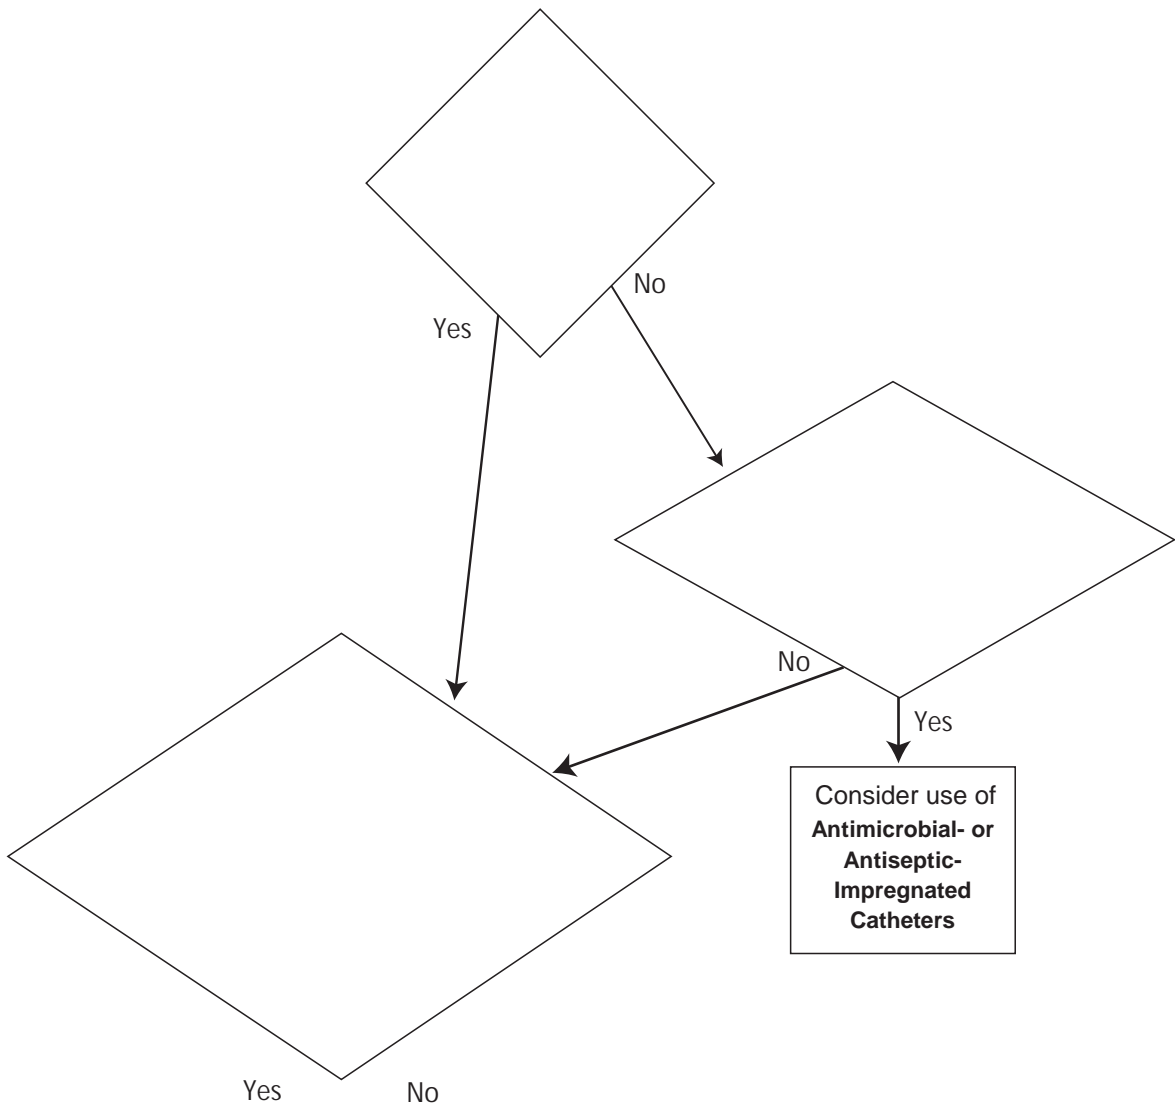 No
Yes
No
Yes
Consider use of
Antimicrobial- or
Antiseptic-
Impregnated
Catheters
Yes
No